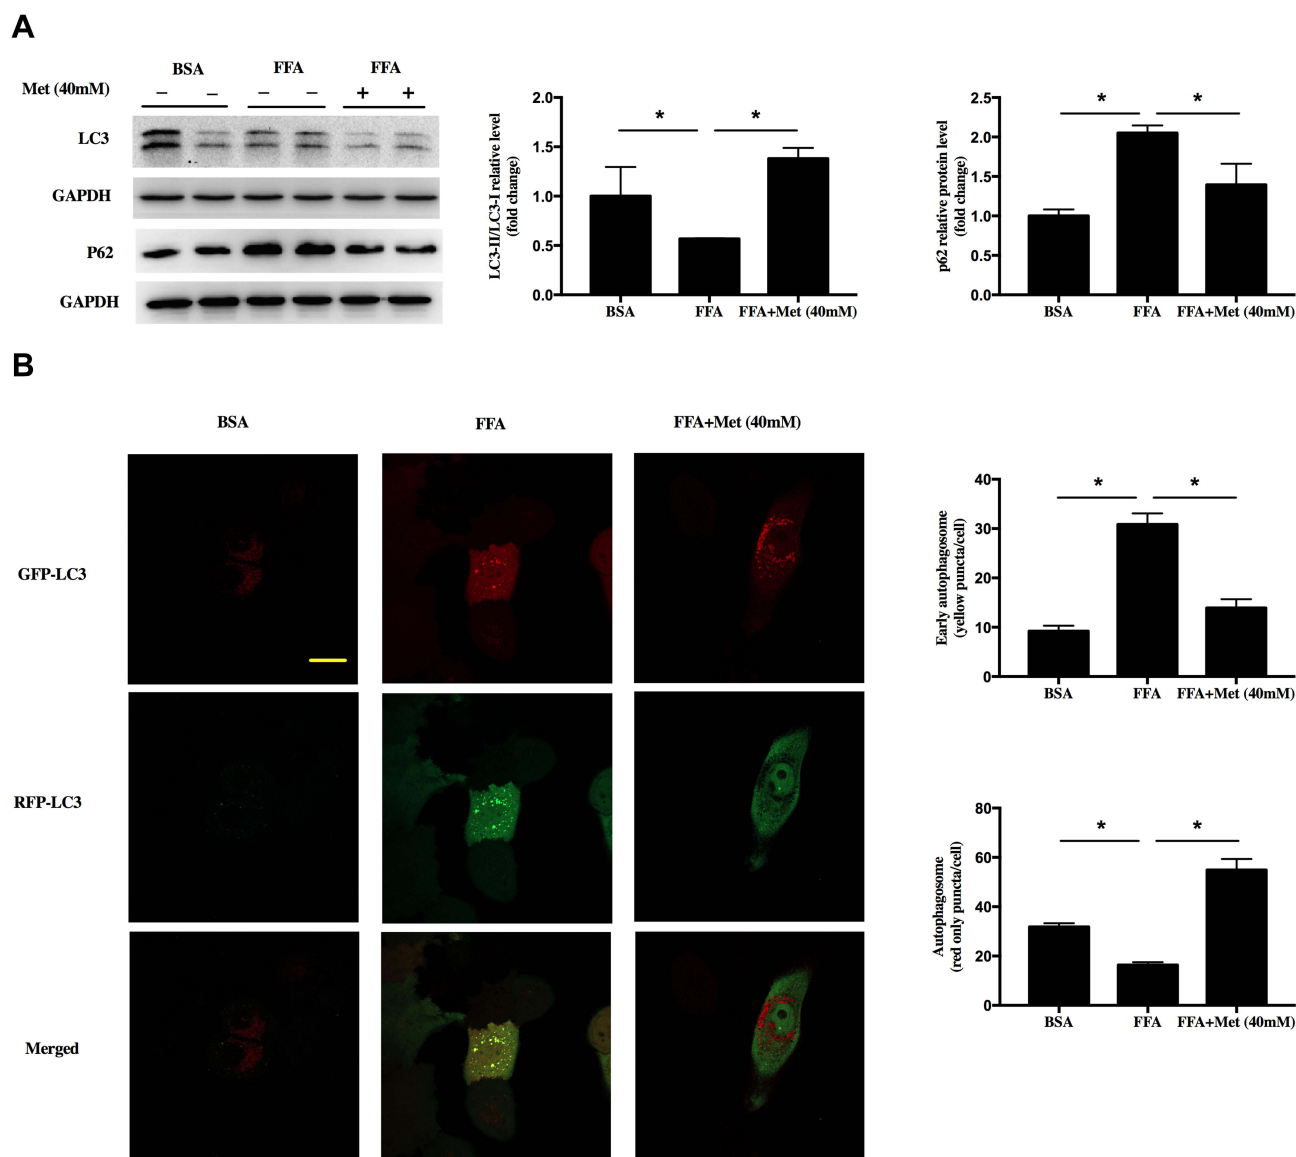 A
BSA FFA FFA
Met (40mM) − − − − + +
LC3
GAPDH
P62
GAPDH
LC3-II/LC3-I relative level
(fold change)
2.0
1.5
1.0
0.5
0.0
* *
BSA FFA FFA+Met (40mM)
p62 relative protein level
(fold change)
2.5
2.0
1.5
1.0
0.5
0.0
* *
BSA FFA FFA+Met (40mM)
B
BSA FFA FFA+Met (40mM)
GFP-LC3
RFP-LC3
Merged
Early autophagosome
(yellow puncta/cell)
40
30
20
10
0
* *
BSA FFA FFA+Met (40mM)
Autophagosome
(red only puncta/cell)
80
60
40
20
0
* *
BSA FFA FFA+Met (40mM)